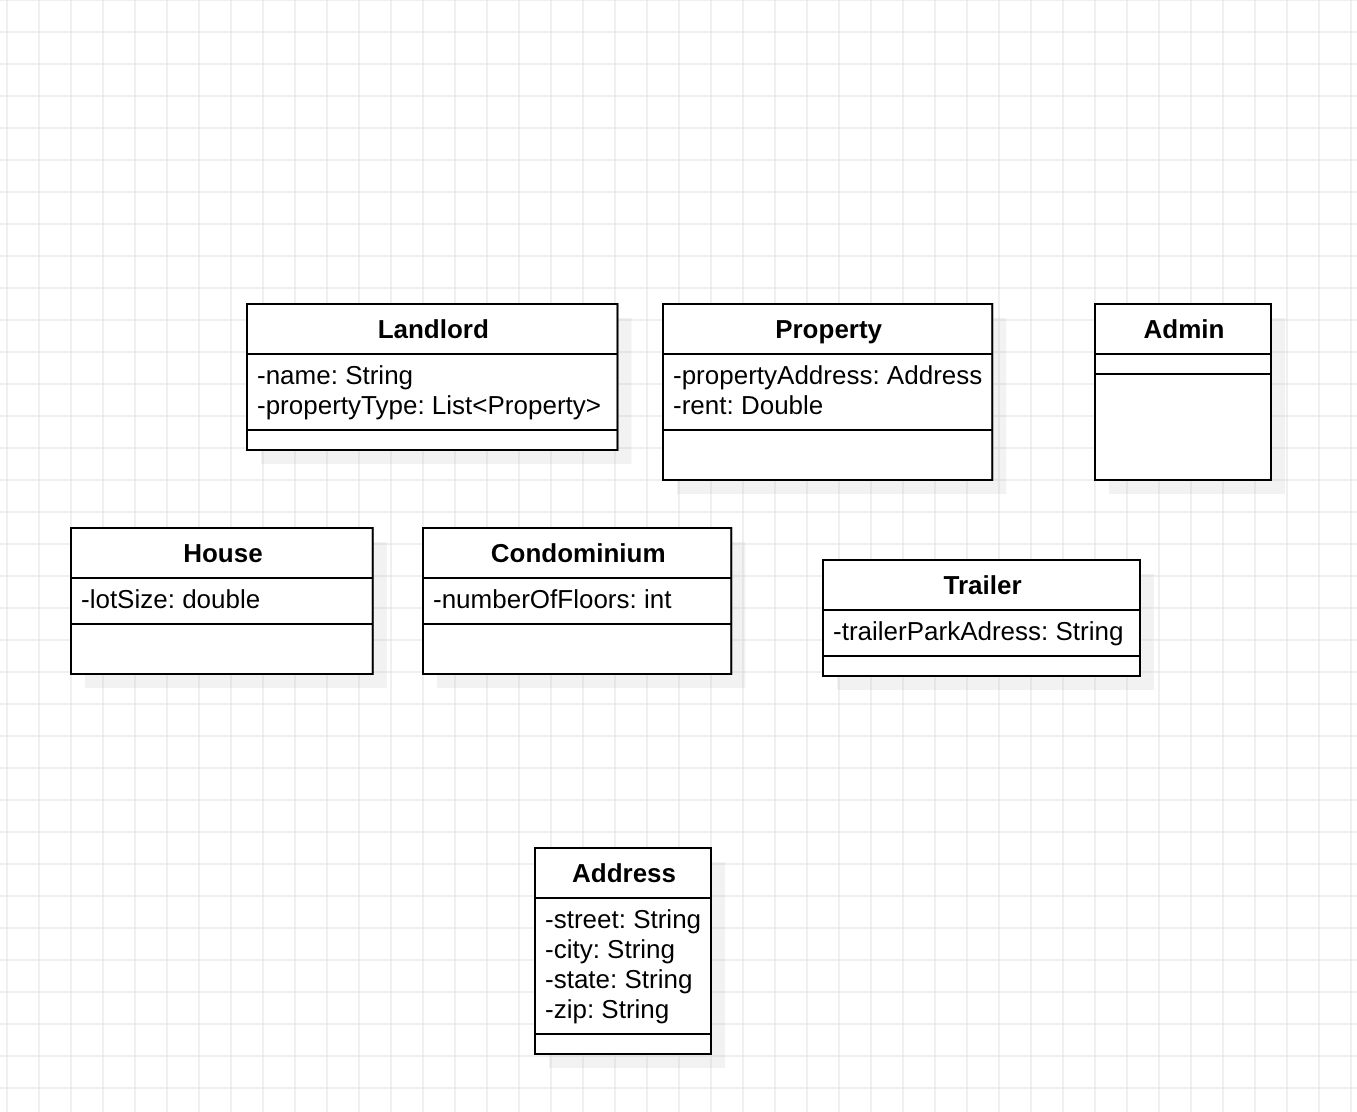 Landlord
-name: String
-propertyType: List<Property>
Property
-propertyAddress: Address
-rent: Double
Admin
House
-lotSize: double
Condominium
-numberOfFloors: int
Trailer
-trailerParkAdress: String
Address
-street: String
-city: String
-state: String
-zip: String